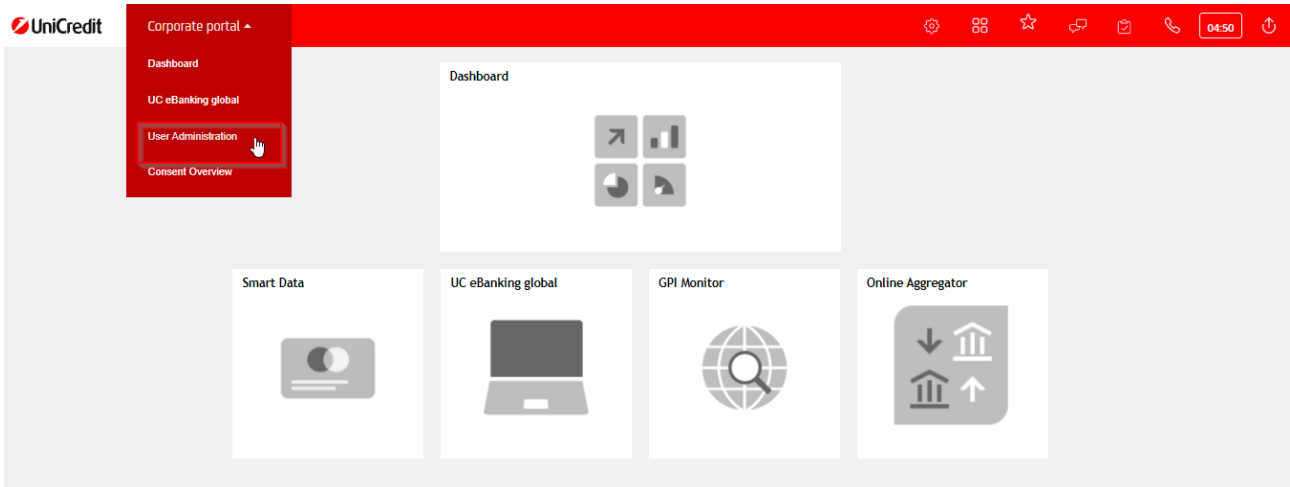 UniCredit
Corporate portal
04:50
Dashboard
UC eBanking global
User Administration
Consent Overview
Dashboard
Smart Data
UC eBanking global
GPI Monitor
Online Aggregator